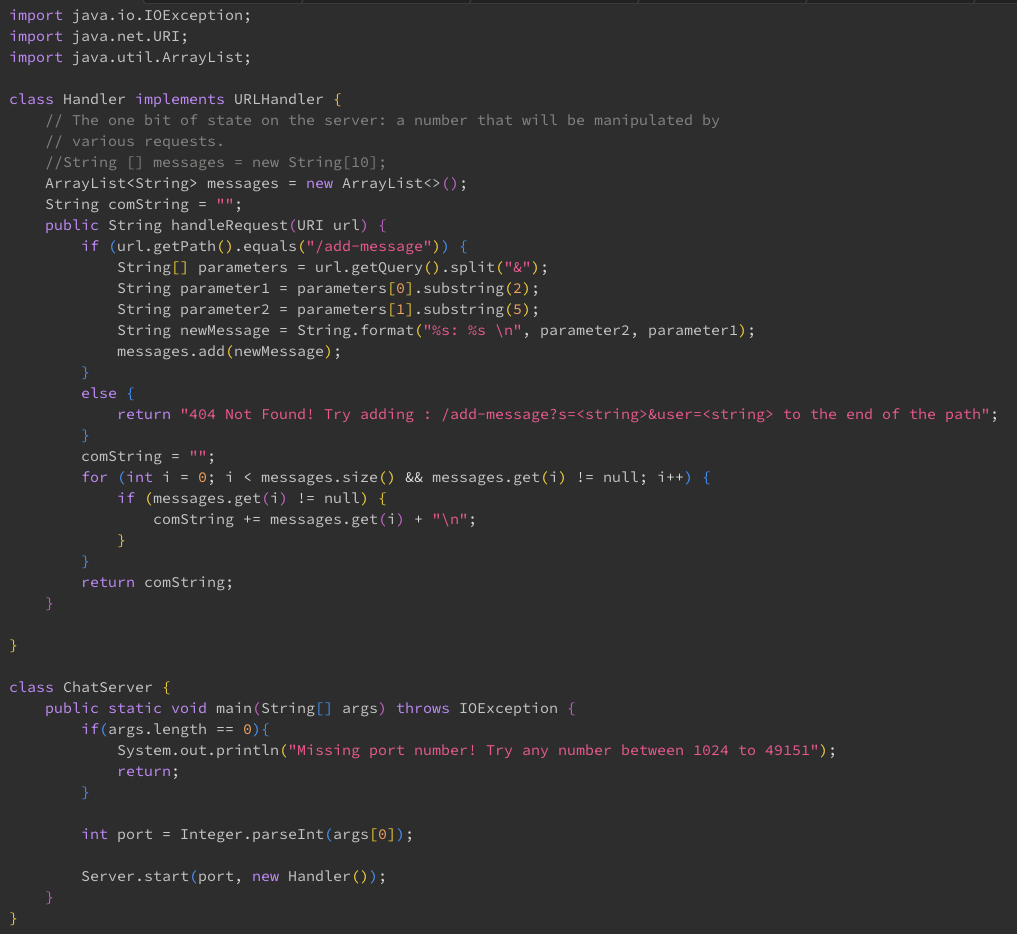 import java.io.IOException;
import java.net.URI;
import java.util.ArrayList;

class Handler implements URLHandler {
    // The one bit of state on the server: a number that will be manipulated by
    // various requests.
    //String [] messages = new String[10];
    ArrayList<String> messages = new ArrayList<>();
    String comString = "";
    public String handleRequest(URI url) {
        if (url.getPath().equals("/add-message")) {
            String[] parameters = url.getQuery().split("&");
            String parameter1 = parameters[0].substring(2);
            String parameter2 = parameters[1].substring(5);
            String newMessage = String.format("%s: %s \n", parameter2, parameter1);
            messages.add(newMessage);
        }
        else {
            return "404 Not Found! Try adding : /add-message?s=<string>&user=<string> to the end of the path";
        }
        comString = "";
        for (int i = 0; i < messages.size() && messages.get(i) != null; i++) {
            if (messages.get(i) != null) {
                comString += messages.get(i) + "\n";
            }
        }
        return comString;
    }

}

class ChatServer {
    public static void main(String[] args) throws IOException {
        if(args.length == 0){
            System.out.println("Missing port number! Try any number between 1024 to 49151");
            return;
        }

        int port = Integer.parseInt(args[0]);

        Server.start(port, new Handler());
    }
}